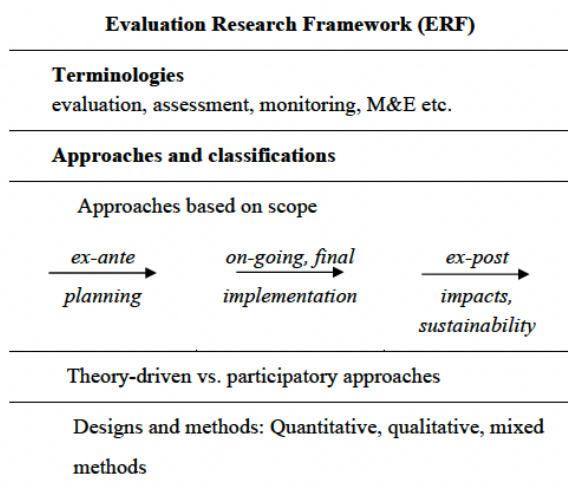 Evaluation Research Framework (ERF)
Terminologies
evaluation, assessment, monitoring, M&E etc.
Approaches and classifications
Approaches based on scope
ex-ante on-going, final ex-post
planning implementation impacts,
sustainability
Theory-driven vs. participatory approaches
Designs and methods: Quantitative, qualitative, mixed
methods